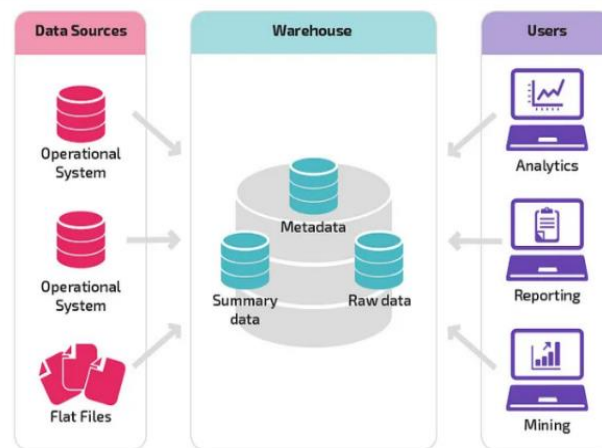 Data Sources
Warehouse
Users
Operational
System
Operational
System
Flat Files
Metadata
Summary
data
Raw data
Analytics
Reporting
Mining